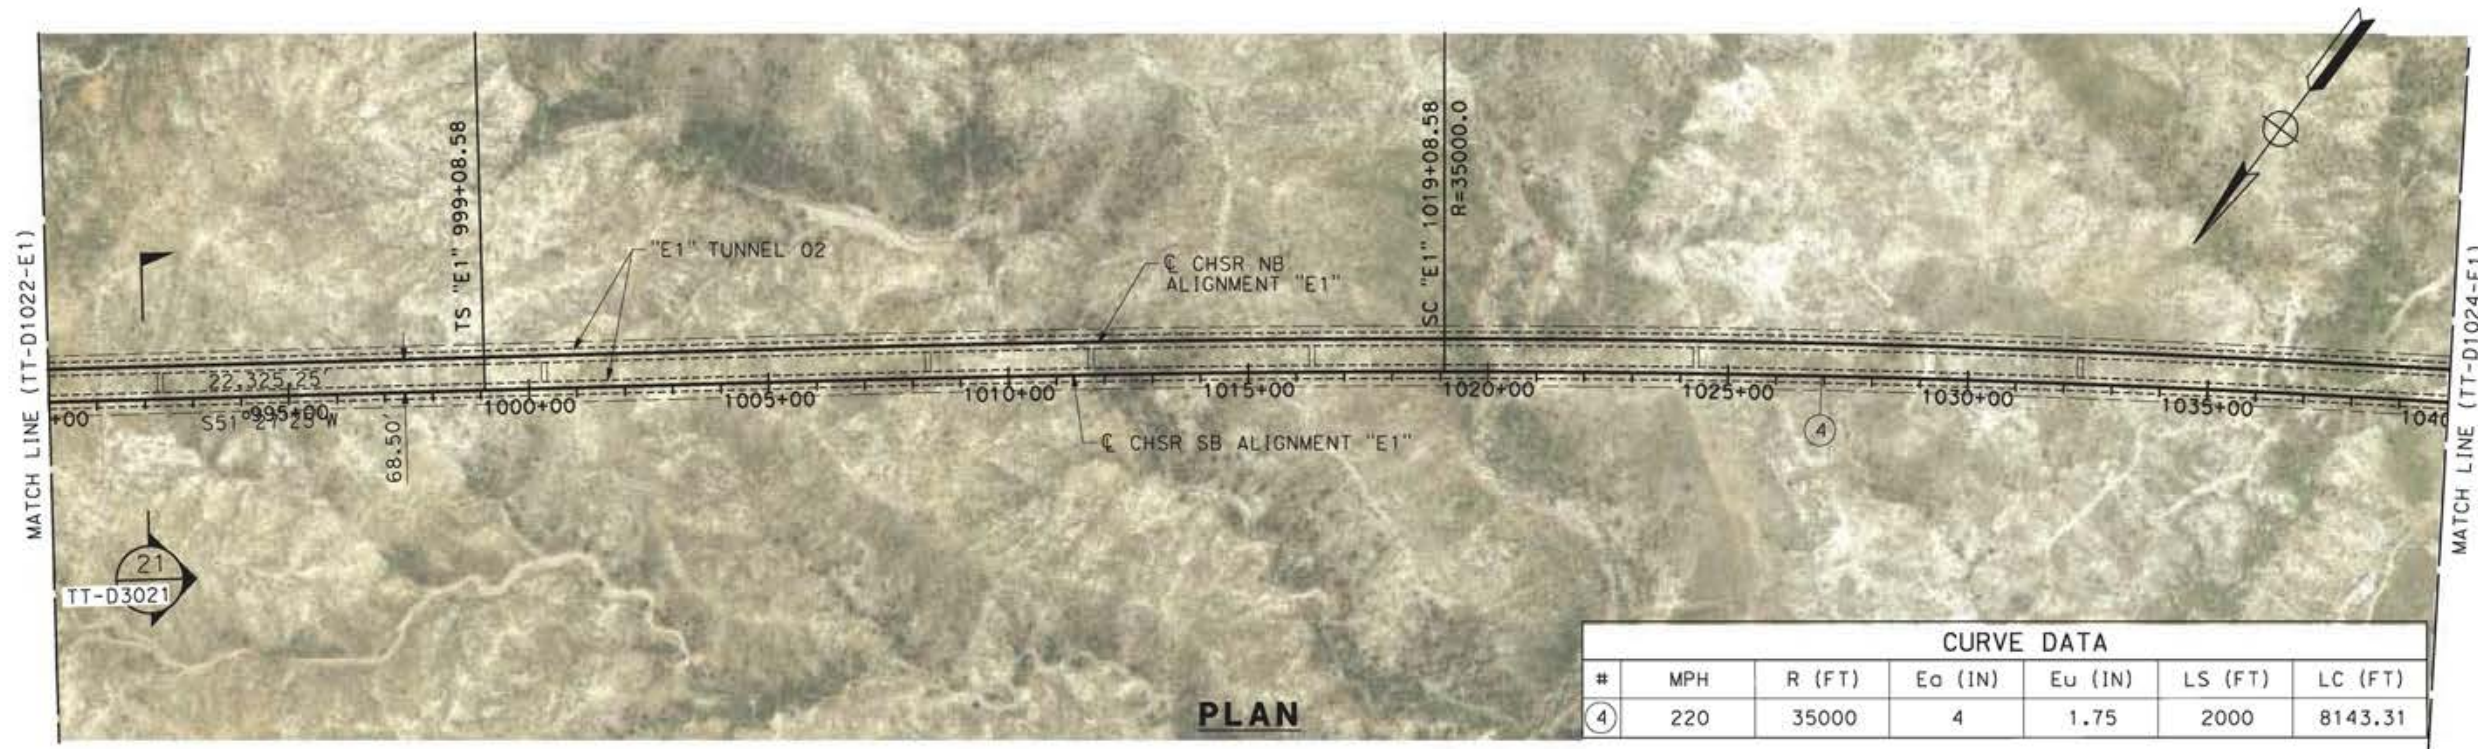 MATCH LINE (TT-D1022-E1)
TS "E1" 999+08.58
"E1" TUNNEL 02
℄ CHSR NB
ALIGNMENT "E1"
SC "E1" 1019+08.58
R=35000.0
MATCH LINE (TT-D1024-E1)
22,325.25'
+00
995+00
1000+00
1005+00
1010+00
1015+00
1020+00
1025+00
1030+00
1035+00
68.50'
℄ CHSR SB ALIGNMENT "E1"
4
21
TT-D3021
PLAN
CURVE DATA
# MPH R (FT) Ea (IN) Eu (IN) LS (FT) LC (FT)
4 220 35000 4 1.75 2000 8143.31